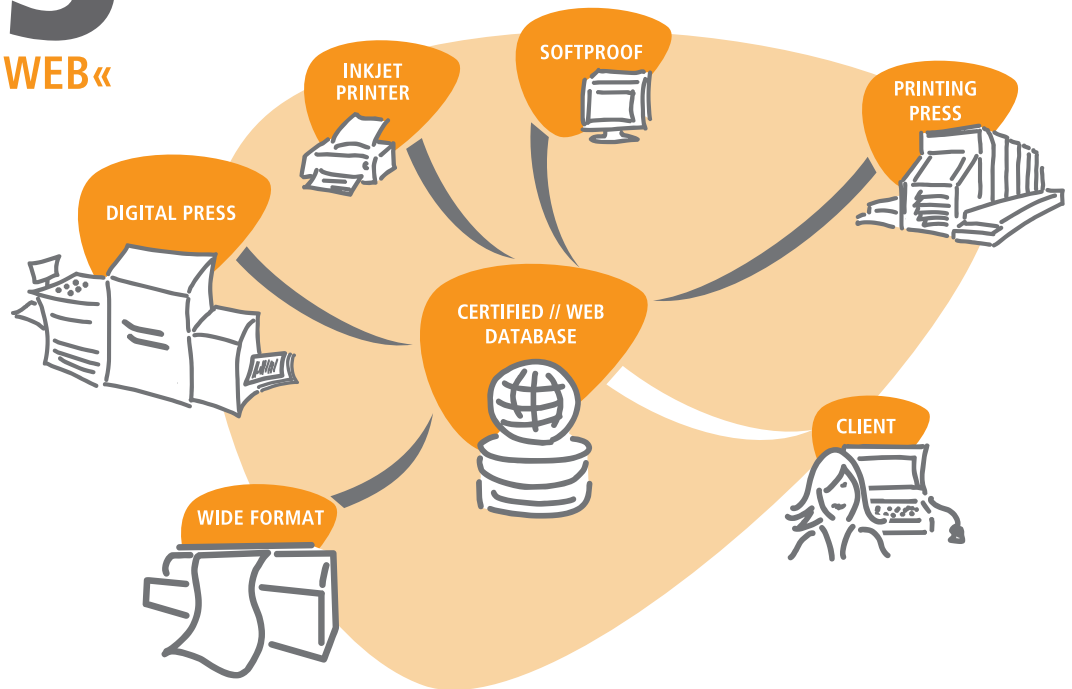 WEB«
SOFTPROOF
INKJET
PRINTER
PRINTING
PRESS
DIGITAL PRESS
CERTIFIED // WEB
DATABASE
CLIENT
WIDE FORMAT